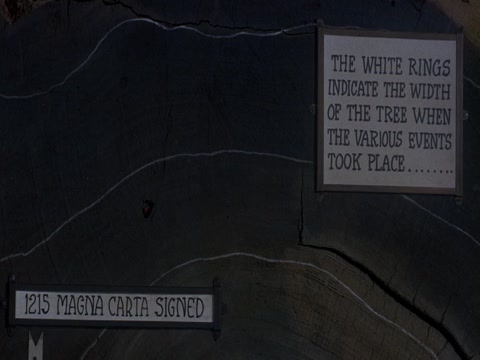 THE WHITE RINGS
INDICATE THE WIDTH
OF THE TREE WHEN
THE VARIOUS EVENTS
TOOK PLACE........
1215 MAGNA CARTA SIGNED